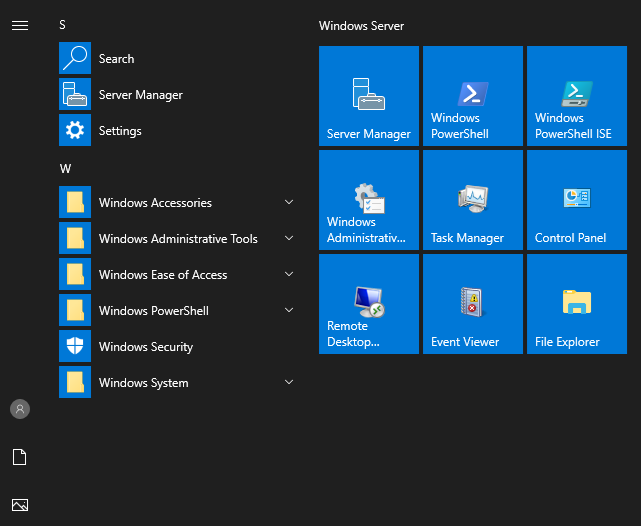 S
Search
Server Manager
Settings
W
Windows Accessories
Windows Administrative Tools
Windows Ease of Access
Windows PowerShell
Windows Security
Windows System
Windows Server
Server Manager
Windows
PowerShell
Windows
PowerShell ISE
Windows
Administrativ...
Task Manager
Control Panel
Remote
Desktop...
Event Viewer
File Explorer